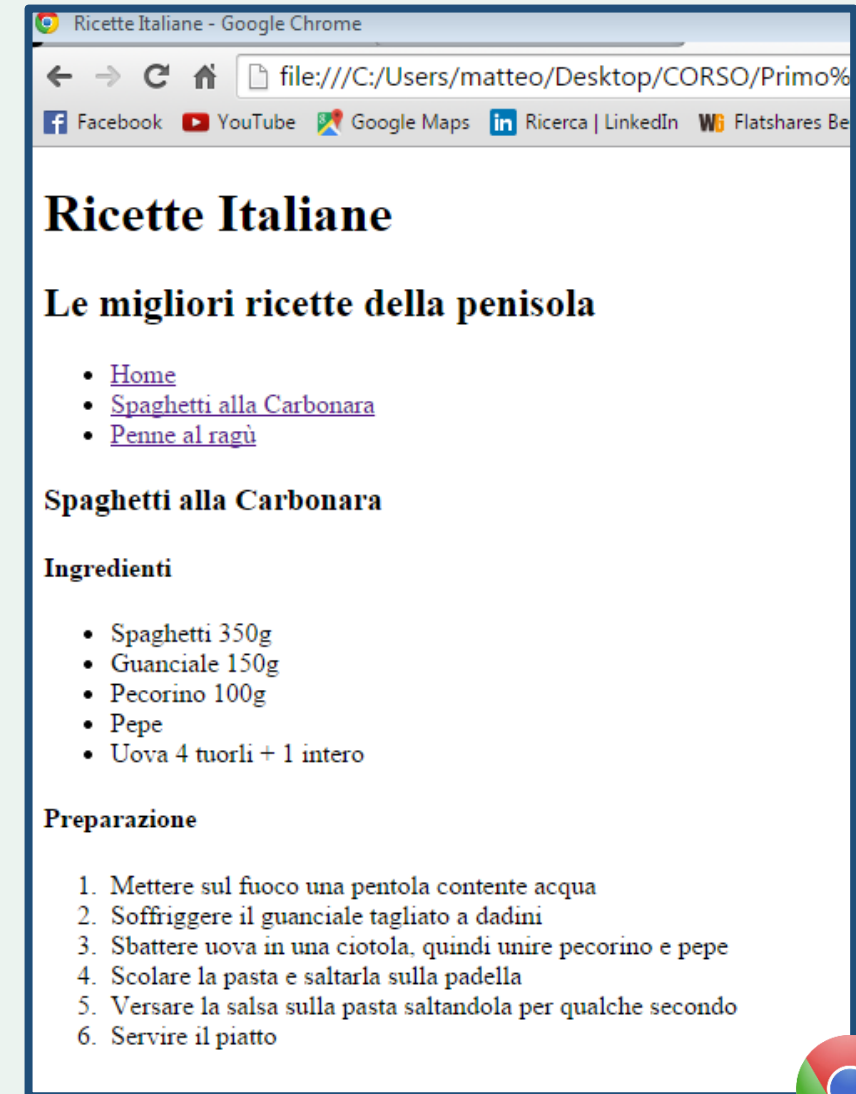 Ricette Italiane - Google Chrome
file:///C:/Users/matteo/Desktop/CORSO/Primo%
Facebook YouTube Google Maps Ricerca | LinkedIn Flatshares Be
Ricette Italiane
Le migliori ricette della penisola
• Home
• Spaghetti alla Carbonara
• Penne al ragù
Spaghetti alla Carbonara
Ingredienti
• Spaghetti 350g
• Guanciale 150g
• Pecorino 100g
• Pepe
• Uova 4 tuorli + 1 intero
Preparazione
1. Mettere sul fuoco una pentola contente acqua
2. Soffriggere il guanciale tagliato a dadini
3. Sbattere uova in una ciotola, quindi unire pecorino e pepe
4. Scolare la pasta e saltarla sulla padella
5. Versare la salsa sulla pasta saltandola per qualche secondo
6. Servire il piatto